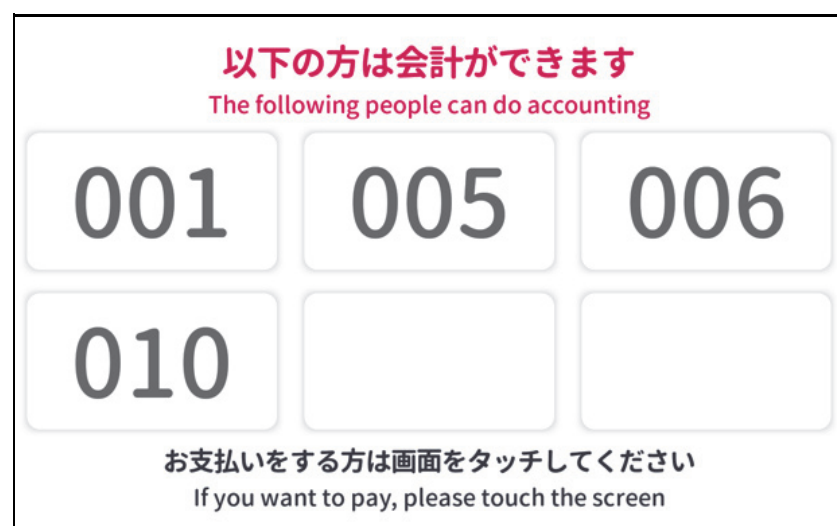 以下の方は会計ができます
The following people can do accounting
001 005 006
010
お支払いをする方は画面をタッチしてください
If you want to pay, please touch the screen